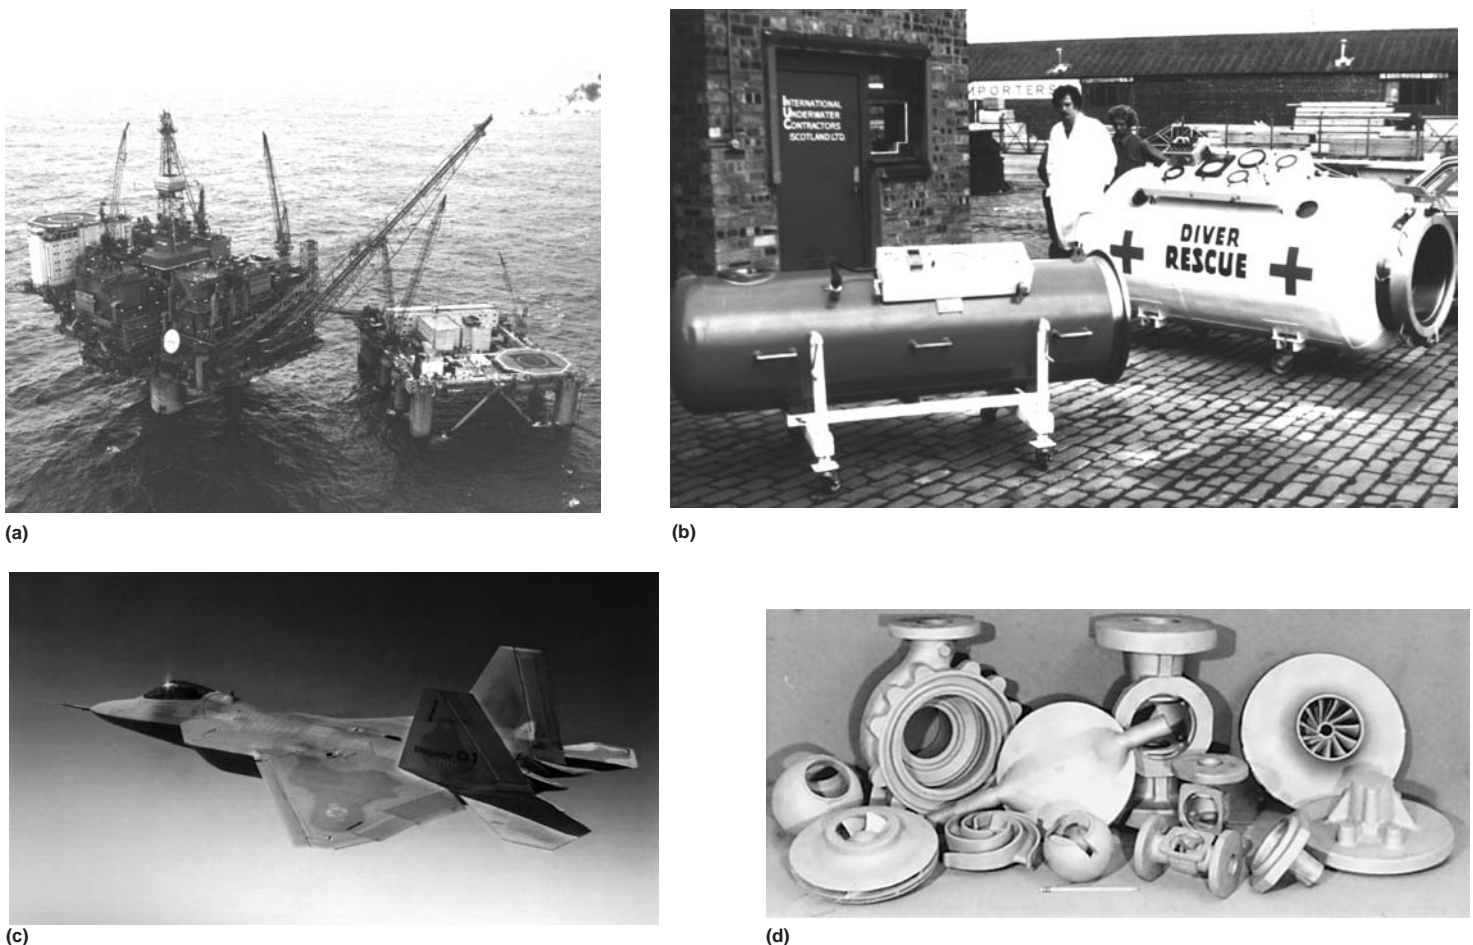 INTERNATIONAL
UNDERWATER
CONTRACTORS
(SCOTLAND) LTD.
MPORTERS
DIVER
RESCUE
(a)
(b)
(c)
(d)